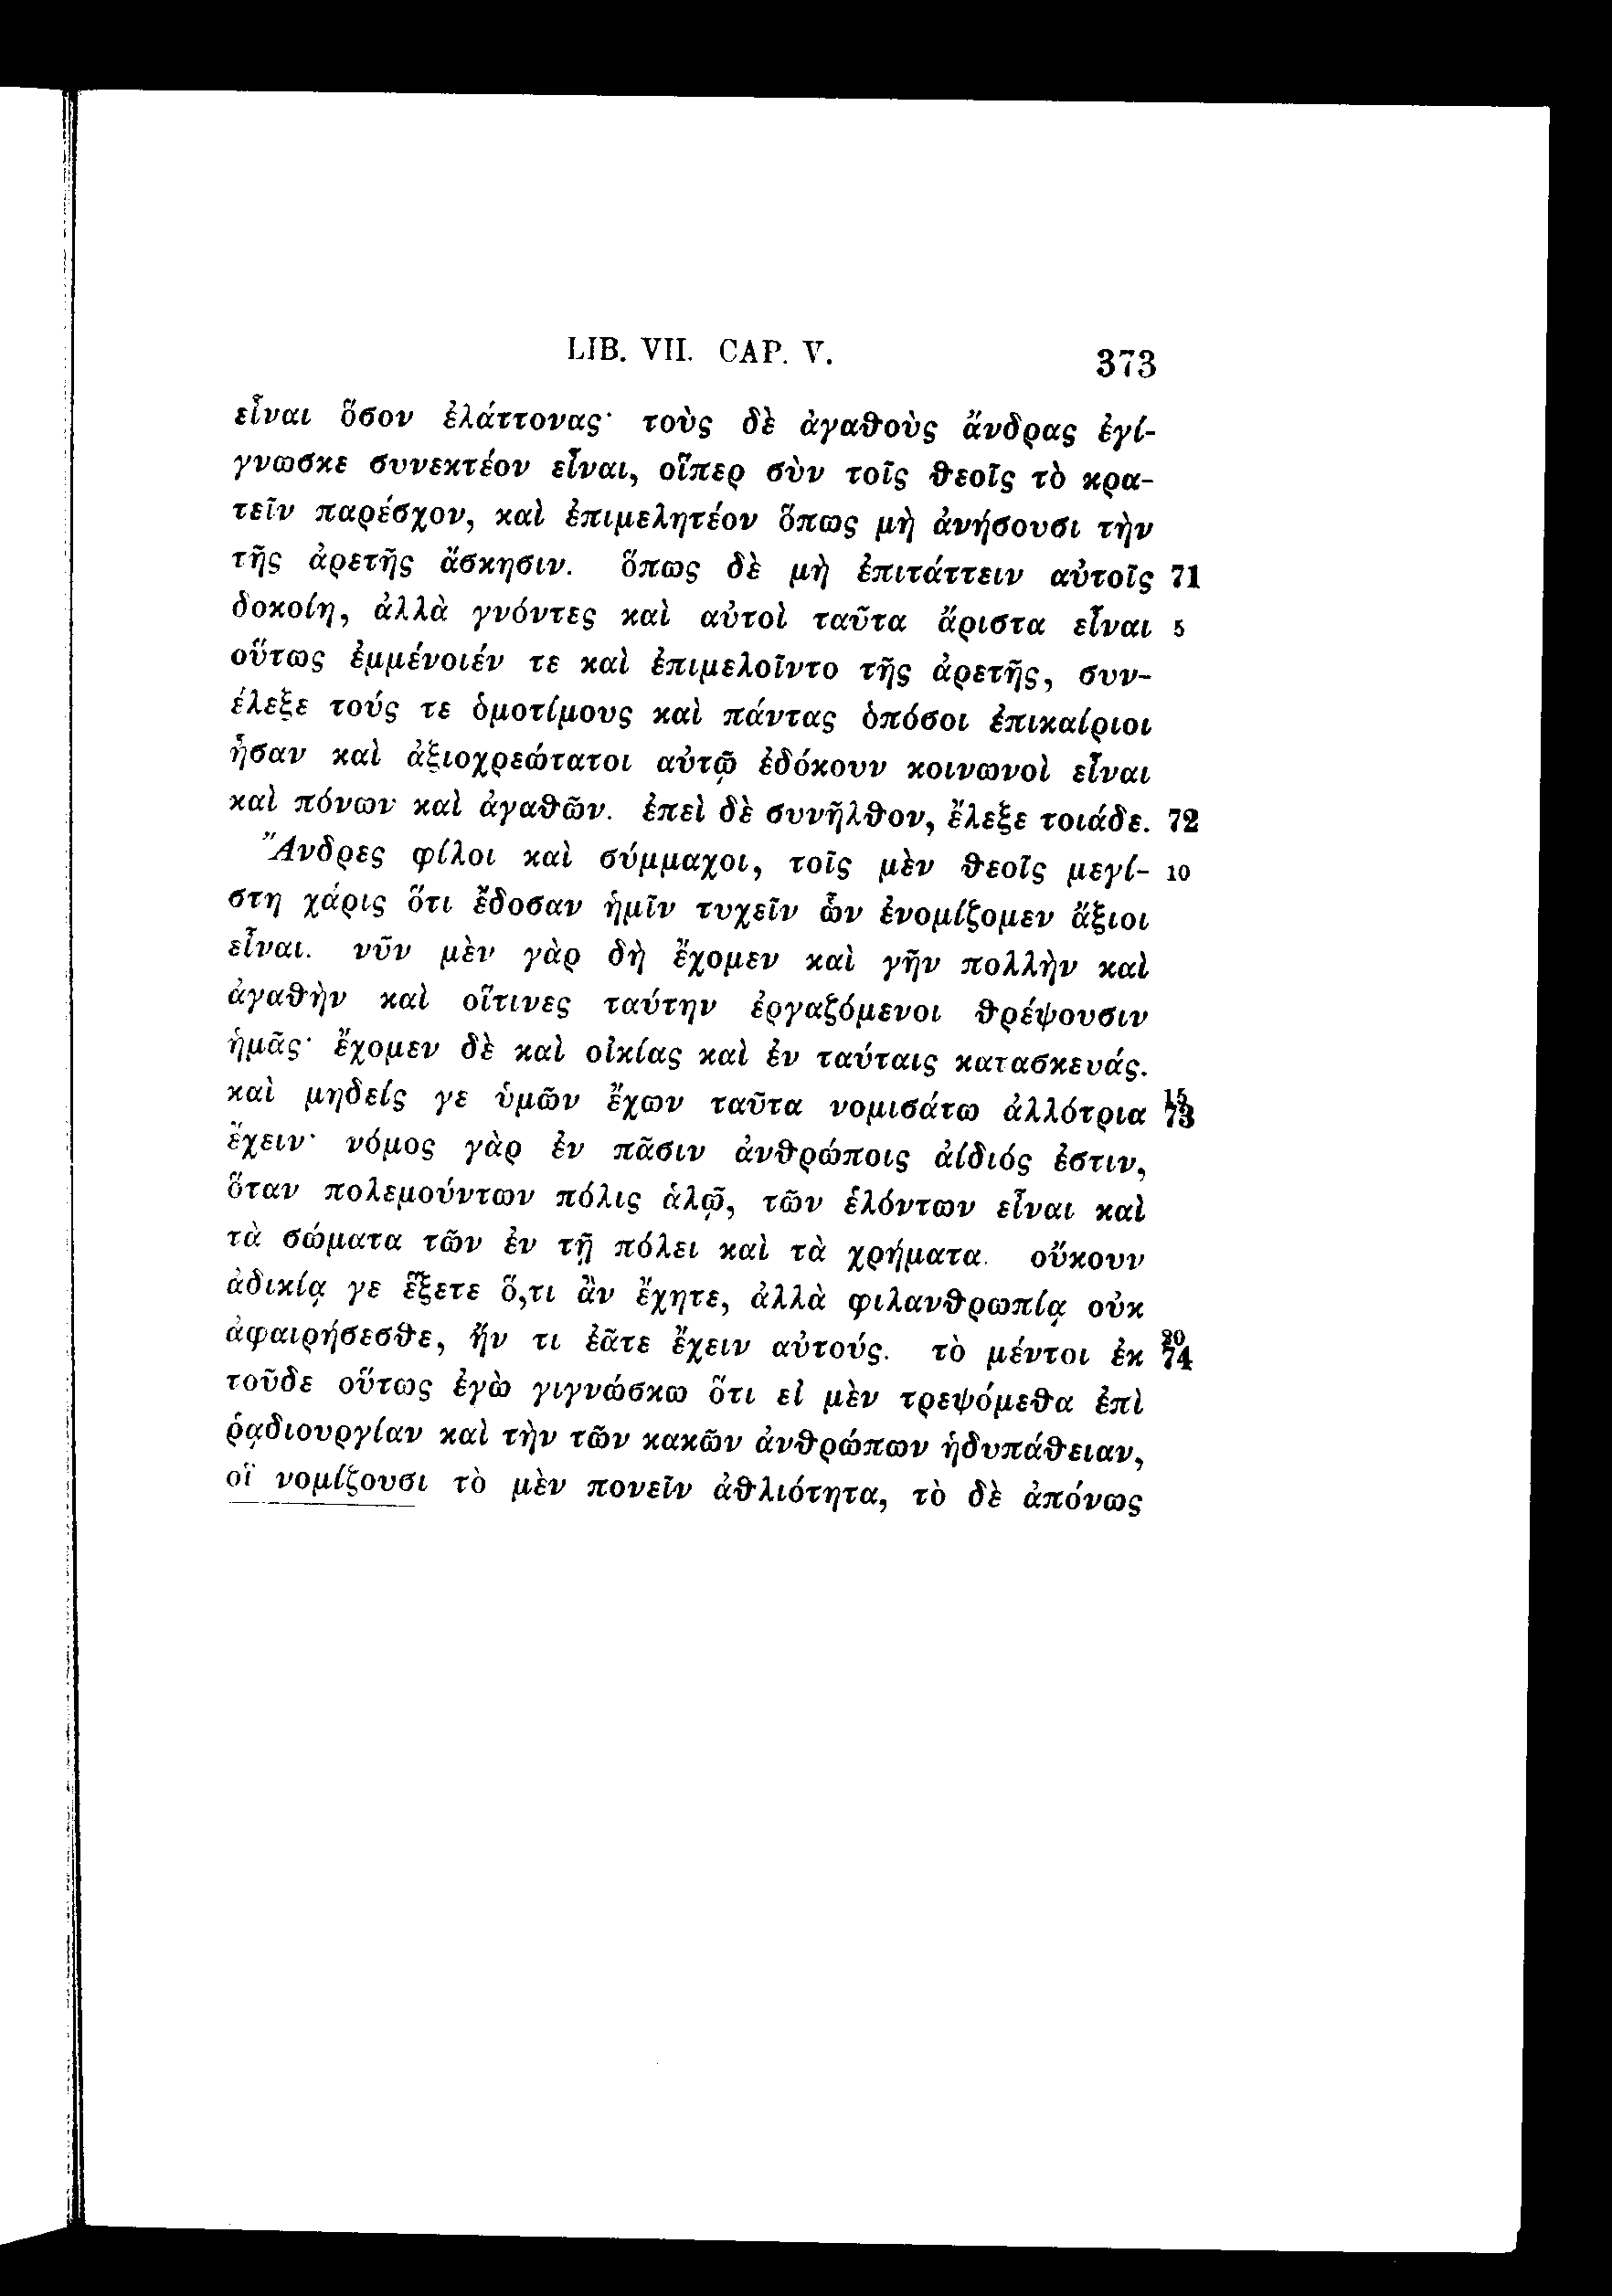 LIB. VII. CAP. V. 373
εἶναι ὅσον ἐλάττονας· τοὺς δὲ ἀγαθοὺς ἄνδρας ἐγί-
γνωσκε συνεκτέον εἶναι, οἵπερ σὺν τοῖς θεοῖς τὸ κρα-
τεῖν παρέσχον, καὶ ἐπιμελητέον ὅπως μὴ ἀνήσουσι τὴν
τῆς ἀρετῆς ἄσκησιν. ὅπως δὲ μὴ ἐπιτάττειν αὐτοῖς 71
δοκοίη, ἀλλὰ γνόντες καὶ αὐτοὶ ταῦτα ἄριστα εἶναι 5
οὕτως ἐμμένοιέν τε καὶ ἐπιμελοῖντο τῆς ἀρετῆς, συν-
έλεξε τούς τε ὁμοτίμους καὶ πάντας ὁπόσοι ἐπικαίριοι
ἦσαν καὶ ἀξιοχρεώτατοι αὐτῷ ἐδόκουν κοινωνοὶ εἶναι
καὶ πόνων καὶ ἀγαθῶν. ἐπεὶ δὲ συνῆλθον, ἔλεξε τοιάδε. 72
Ἄνδρες φίλοι καὶ σύμμαχοι, τοῖς μὲν θεοῖς μεγί- 10
στη χάρις ὅτι ἔδοσαν ἡμῖν τυχεῖν ὧν ἐνομίζομεν ἄξιοι
εἶναι. νῦν μὲν γὰρ δὴ ἔχομεν καὶ γῆν πολλὴν καὶ
ἀγαθὴν καὶ οἵτινες ταύτην ἐργαζόμενοι θρέψουσιν
ἡμᾶς· ἔχομεν δὲ καὶ οἰκίας καὶ ἐν ταύταις κατασκευάς.
καὶ μηδείς γε ὑμῶν ἔχων ταῦτα νομισάτω ἀλλότρια 15 73
ἔχειν· νόμος γὰρ ἐν πᾶσιν ἀνθρώποις ἀίδιός ἐστιν,
ὅταν πολεμούντων πόλις ἁλῷ, τῶν ἑλόντων εἶναι καὶ
τὰ σώματα τῶν ἐν τῇ πόλει καὶ τὰ χρήματα. οὔκουν
ἀδικίᾳ γε ἕξετε ὅ,τι ἂν ἔχητε, ἀλλὰ φιλανθρωπίᾳ οὐκ
ἀφαιρήσεσθε, ἤν τι ἐᾶτε ἔχειν αὐτούς. τὸ μέντοι ἐκ 20 74
τοῦδε οὕτως ἐγὼ γιγνώσκω ὅτι εἰ μὲν τρεψόμεθα ἐπὶ
ῥᾳδιουργίαν καὶ τὴν τῶν κακῶν ἀνθρώπων ἡδυπάθειαν,
οἳ νομίζουσι τὸ μὲν πονεῖν ἀθλιότητα, τὸ δὲ ἀπόνως